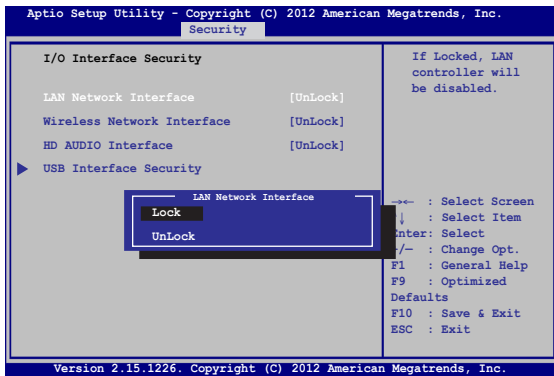 Aptio Setup Utility - Copyright (C) 2012 American Megatrends, Inc.
Security
I/O Interface Security
LAN Network Interface [UnLock]
Wireless Network Interface [UnLock]
HD AUDIO Interface [UnLock]
USB Interface Security
If Locked, LAN
controller will
be disabled.
LAN Network Interface
Lock
UnLock
→← : Select Screen
↓ : Select Item
nter: Select
/— : Change Opt.
F1 : General Help
F9 : Optimized
Defaults
F10 : Save & Exit
ESC : Exit
Version 2.15.1226. Copyright (C) 2012 American Megatrends, Inc.